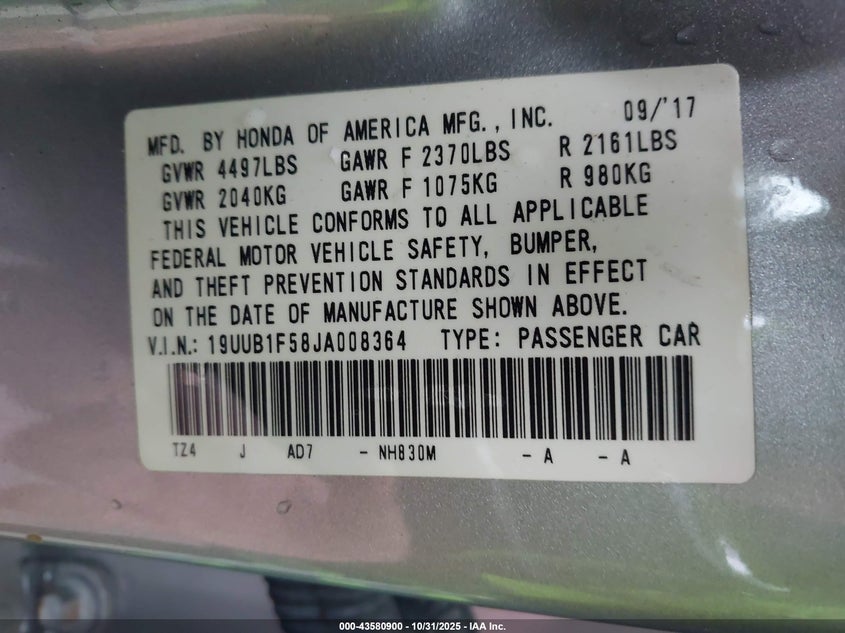 MFD. BY HONDA OF AMERICA MFG., INC. 09/'17
GVWR 4497LBS GAWR F 2370LBS R 2161LBS
GVWR 2040KG GAWR F 1075KG R 980KG
THIS VEHICLE CONFORMS TO ALL APPLICABLE
FEDERAL MOTOR VEHICLE SAFETY, BUMPER,
AND THEFT PREVENTION STANDARDS IN EFFECT
ON THE DATE OF MANUFACTURE SHOWN ABOVE.
V.I.N.: 19UUB1F58JA008364 TYPE: PASSENGER CAR
TZ4 J AD7 - NH830M - A - A
000-43580900 - 10/31/2025 - IAA Inc.